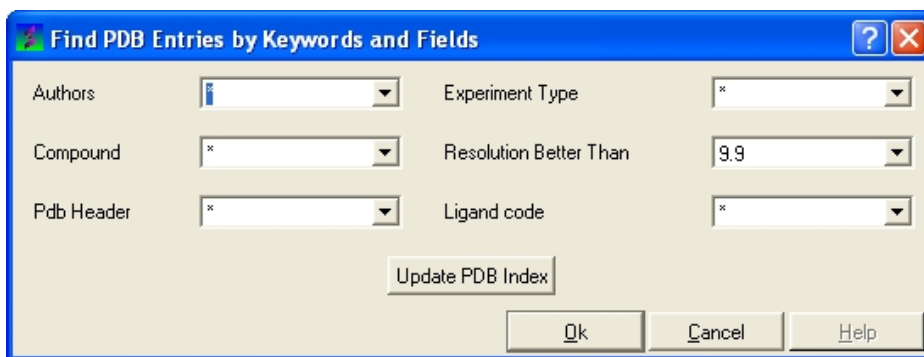 Find PDB Entries by Keywords and Fields
Authors * Experiment Type *
Compound * Resolution Better Than 9.9
Pdb Header * Ligand code *
Update PDB Index
Ok Cancel Help